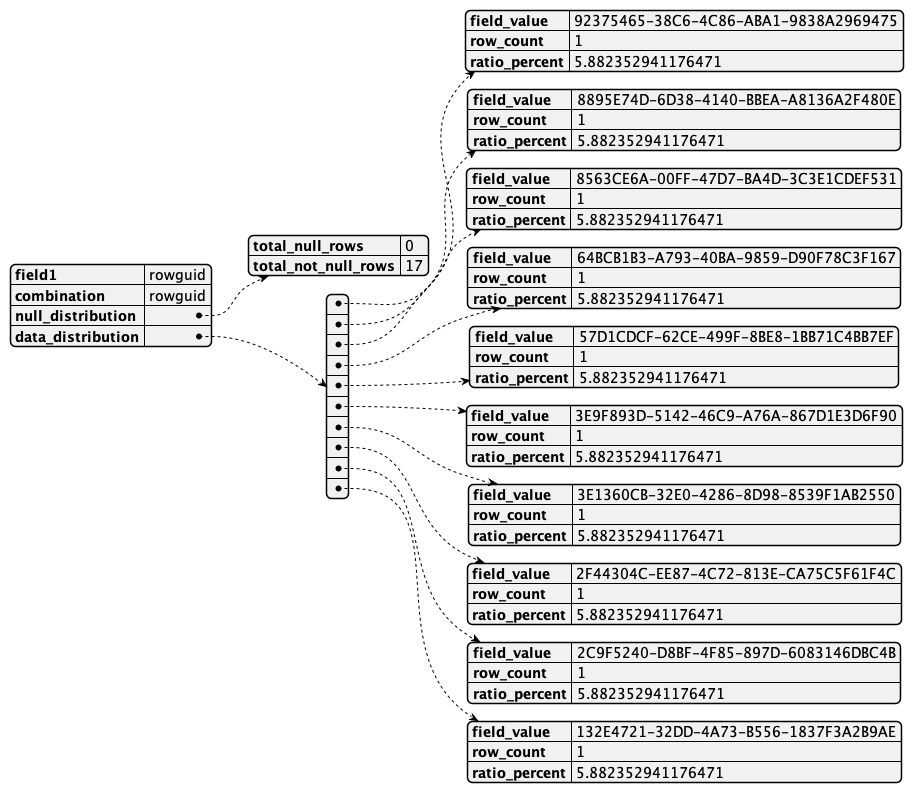 field1 rowguid
combination rowguid
null_distribution
data_distribution
total_null_rows 0
total_not_null_rows 17
field_value 92375465-38C6-4C86-ABA1-9838A2969475
row_count 1
ratio_percent 5.882352941176471
field_value 8895E74D-6D38-4140-BBEA-A8136A2F480E
row_count 1
ratio_percent 5.882352941176471
field_value 8563CE6A-00FF-47D7-BA4D-3C3E1CDEF531
row_count 1
ratio_percent 5.882352941176471
field_value 64BCB1B3-A793-40BA-9859-D90F78C3F167
row_count 1
ratio_percent 5.882352941176471
field_value 57D1CDCF-62CE-499F-8BE8-1BB71C4BB7EF
row_count 1
ratio_percent 5.882352941176471
field_value 3E9F893D-5142-46C9-A76A-867D1E3D6F90
row_count 1
ratio_percent 5.882352941176471
field_value 3E1360CB-32E0-4286-8D98-8539F1AB2550
row_count 1
ratio_percent 5.882352941176471
field_value 2F44304C-EE87-4C72-813E-CA75C5F61F4C
row_count 1
ratio_percent 5.882352941176471
field_value 2C9F5240-D8BF-4F85-897D-6083146DBC4B
row_count 1
ratio_percent 5.882352941176471
field_value 132E4721-32DD-4A73-B556-1837F3A2B9AE
row_count 1
ratio_percent 5.882352941176471